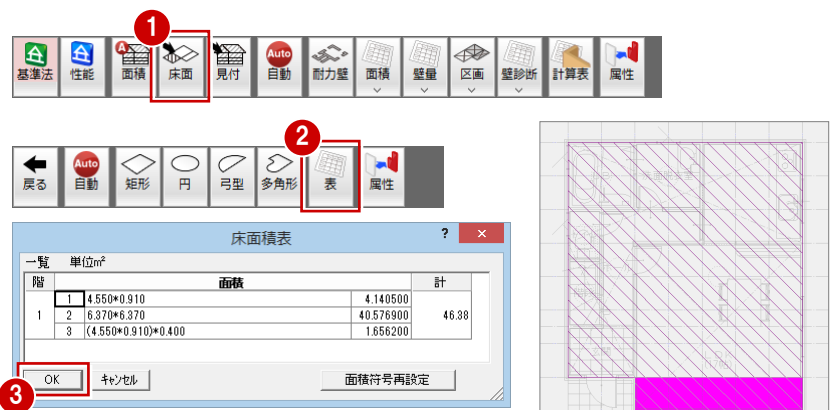 1
基準法 性能 A 面積 床面 見付 Auto 自動 耐力壁 面積 壁量 区画 壁診断 計算表 属性
2
戻る Auto 自動 矩形 円 弓型 多角形 表 属性
床面積表 ? ×
一覧 単位㎡
階 面積 計
1 4.550*0.910 4.140500
1 2 6.370*6.370 40.576900 46.38
3 (4.550*0.910)*0.400 1.656200
OK キャンセル 面積符号再設定
3